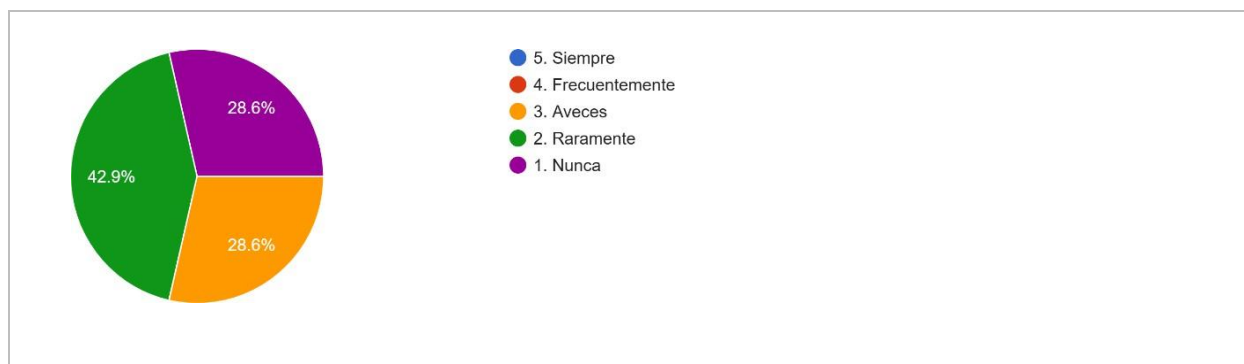 5. Siempre
4. Frecuentemente
3. Aveces
2. Raramente
1. Nunca
28.6%
42.9%
28.6%